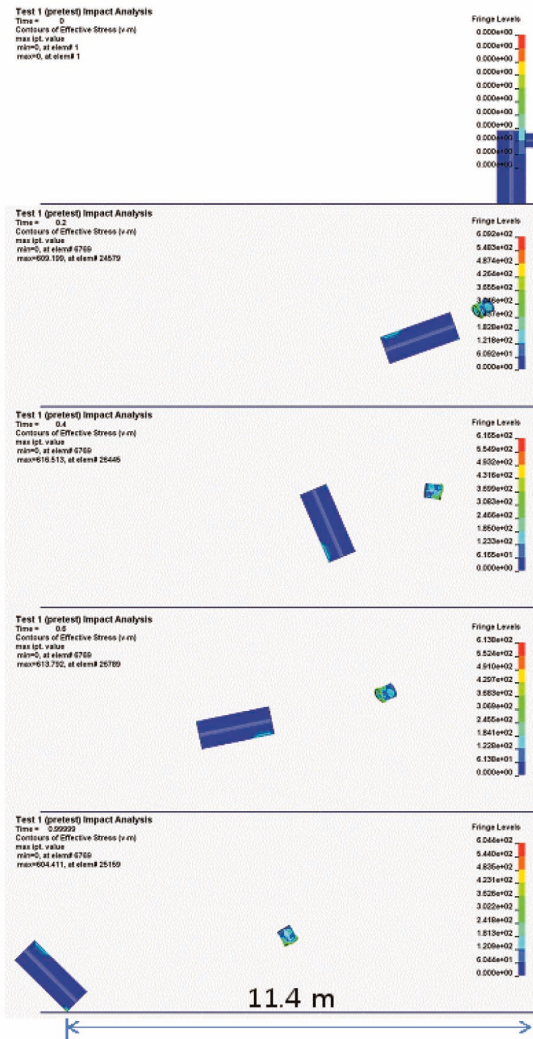 Test 1 (pretest) Impact Analysis
Time = 0
Contours of Effective Stress (v-m)
max ipt. value
min=0, at elem# 1
max=0, at elem# 1
Fringe Levels
0.000e+00
0.000e+00
0.000e+00
0.000e+00
0.000e+00
0.000e+00
0.000e+00
0.000e+00
0.000e+00
0.000e+00
0.000e+00
Test 1 (pretest) Impact Analysis
Time = 0.2
Contours of Effective Stress (v-m)
max ipt. value
min=0, at elem# 6769
max=609.199, at elem# 24579
Fringe Levels
6.092e+02
5.483e+02
4.874e+02
4.264e+02
3.655e+02
3.046e+02
2.437e+02
1.828e+02
1.218e+02
6.092e+01
0.000e+00
Test 1 (pretest) Impact Analysis
Time = 0.4
Contours of Effective Stress (v-m)
max ipt. value
min=0, at elem# 6769
max=616.513, at elem# 26445
Fringe Levels
6.165e+02
5.549e+02
4.932e+02
4.316e+02
3.699e+02
3.083e+02
2.466e+02
1.850e+02
1.233e+02
6.165e+01
0.000e+00
Test 1 (pretest) Impact Analysis
Time = 0.6
Contours of Effective Stress (v-m)
max ipt. value
min=0, at elem# 6769
max=613.792, at elem# 26789
Fringe Levels
6.138e+02
5.524e+02
4.910e+02
4.297e+02
3.683e+02
3.069e+02
2.455e+02
1.841e+02
1.228e+02
6.138e+01
0.000e+00
Test 1 (pretest) Impact Analysis
Time = 0.99999
Contours of Effective Stress (v-m)
max ipt. value
min=0, at elem# 6769
max=604.411, at elem# 25159
Fringe Levels
6.044e+02
5.440e+02
4.835e+02
4.231e+02
3.626e+02
3.022e+02
2.418e+02
1.813e+02
1.209e+02
6.044e+01
0.000e+00
11.4 m